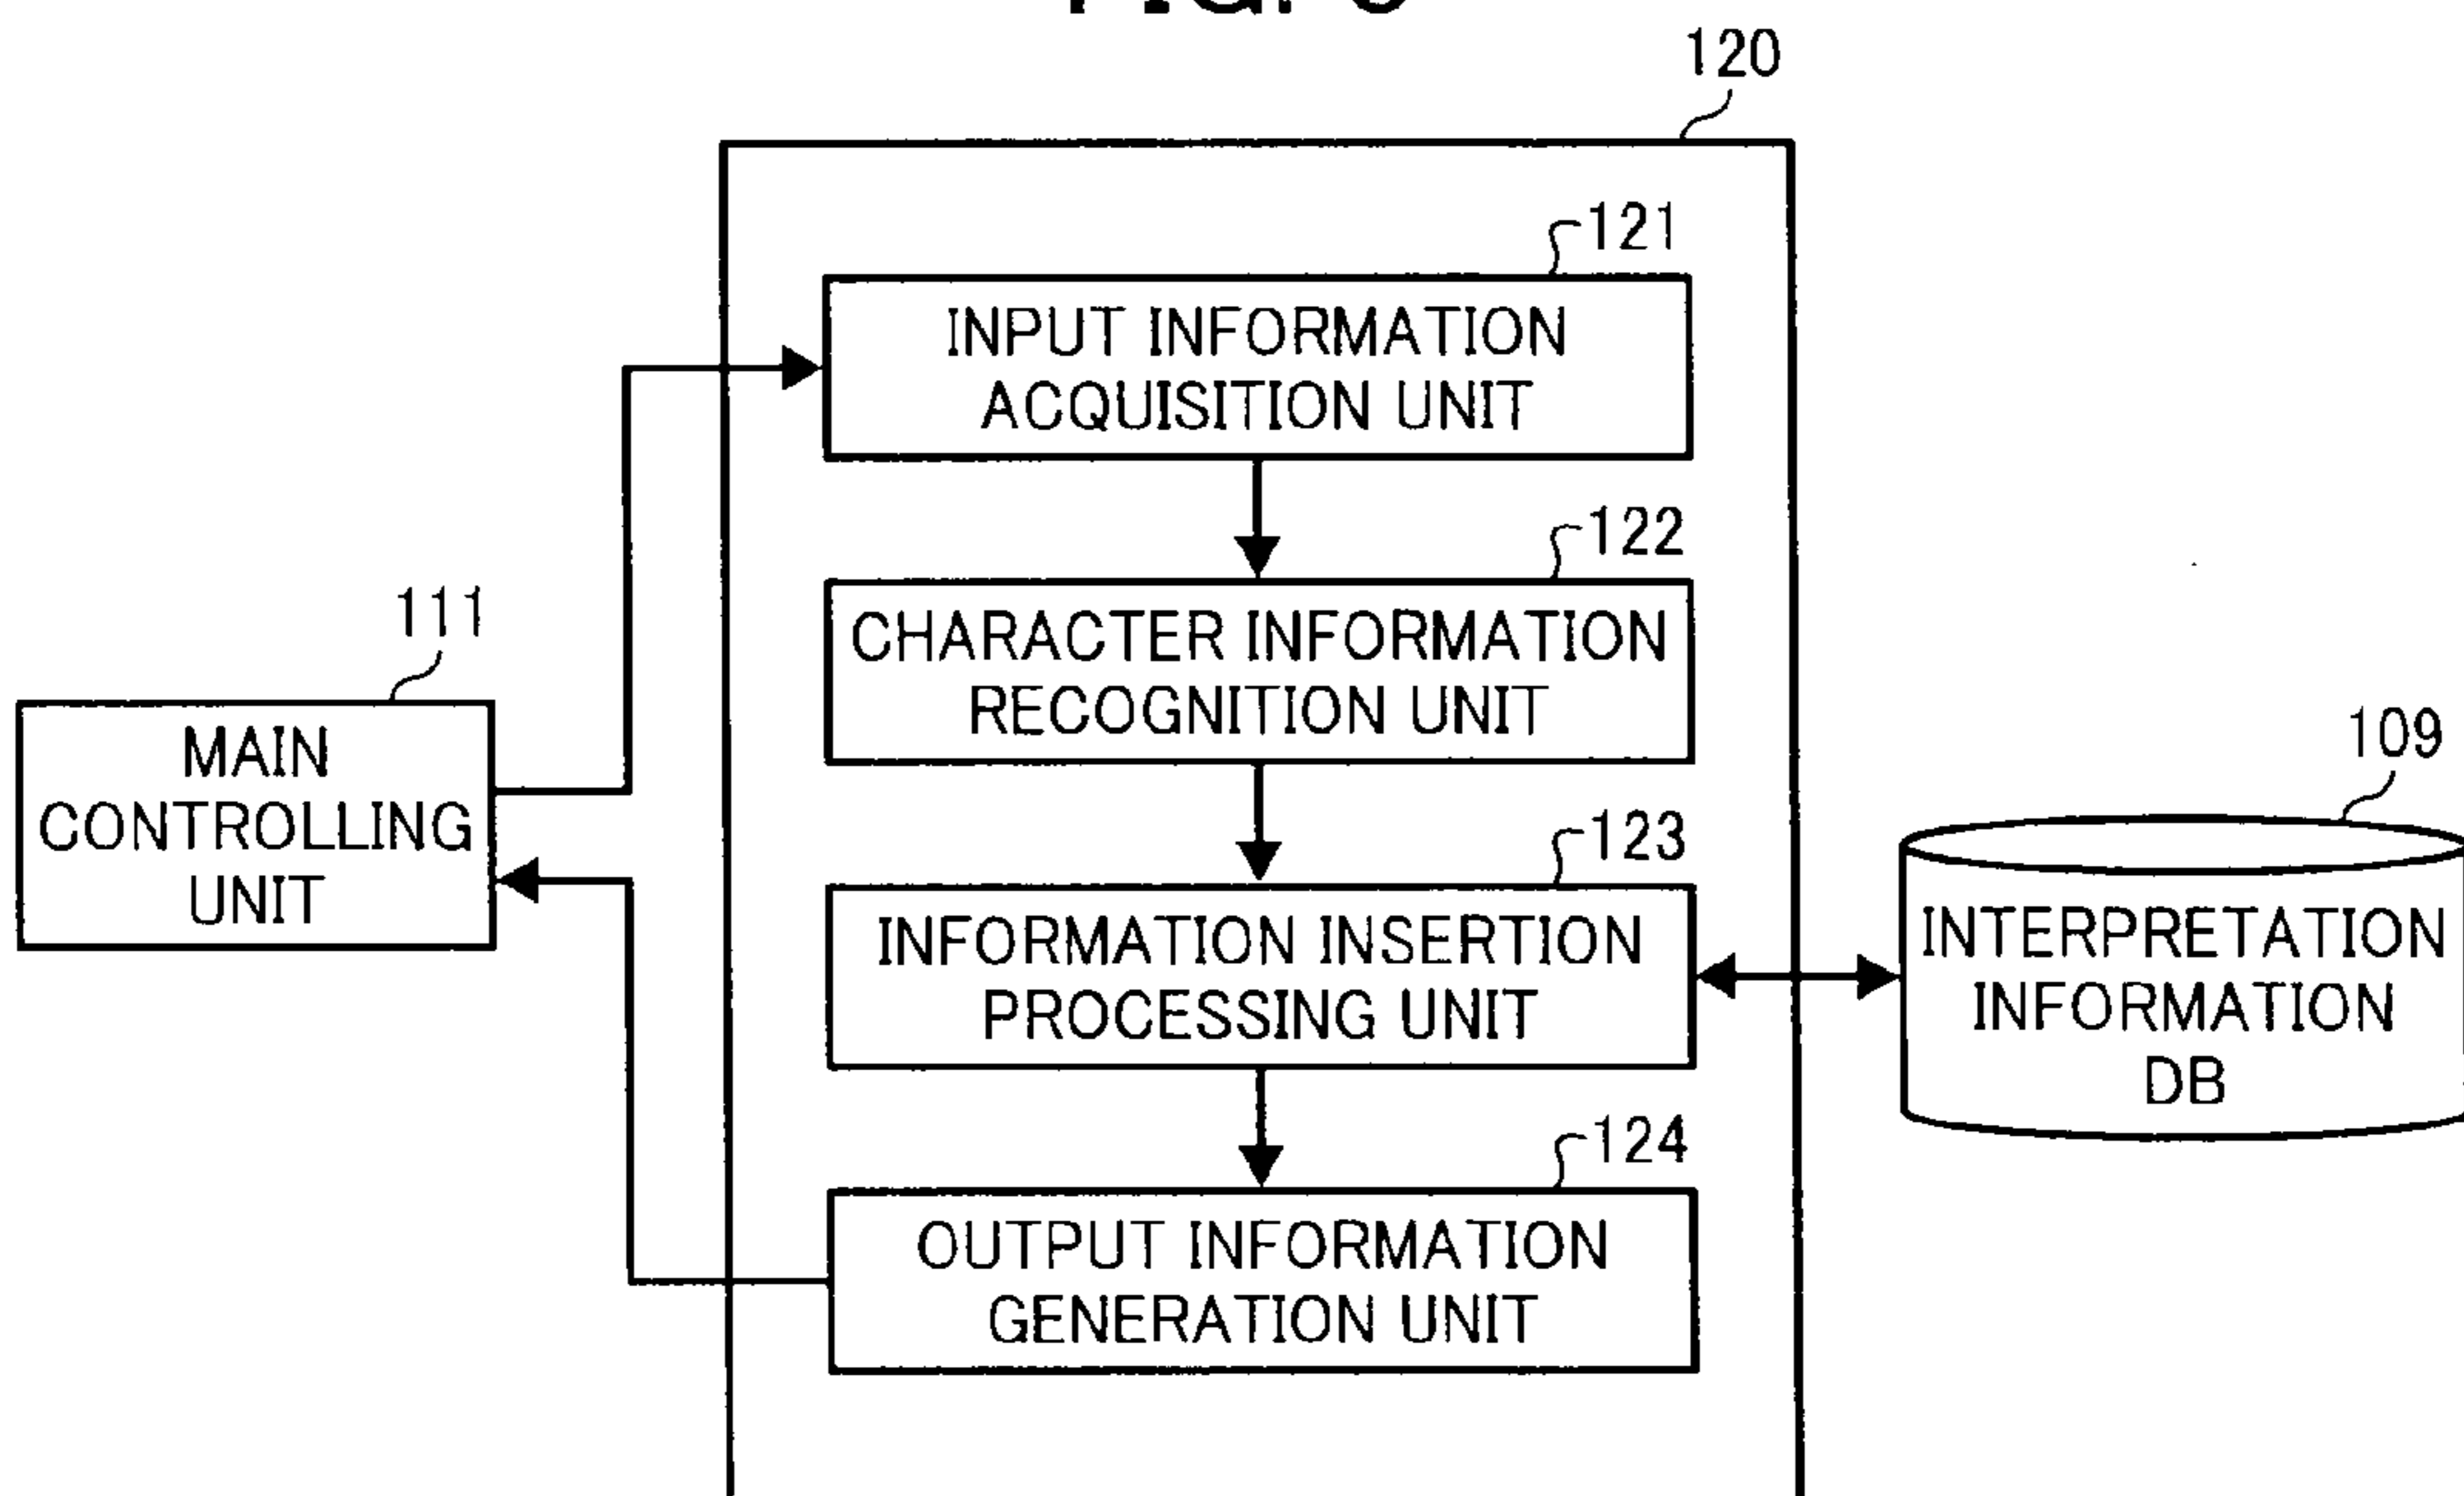 120
121
INPUT INFORMATION
ACQUISITION UNIT
122
CHARACTER INFORMATION
RECOGNITION UNIT
111
MAIN
CONTROLLING
UNIT
123
INFORMATION INSERTION
PROCESSING UNIT
109
INTERPRETATION
INFORMATION
DB
124
OUTPUT INFORMATION
GENERATION UNIT